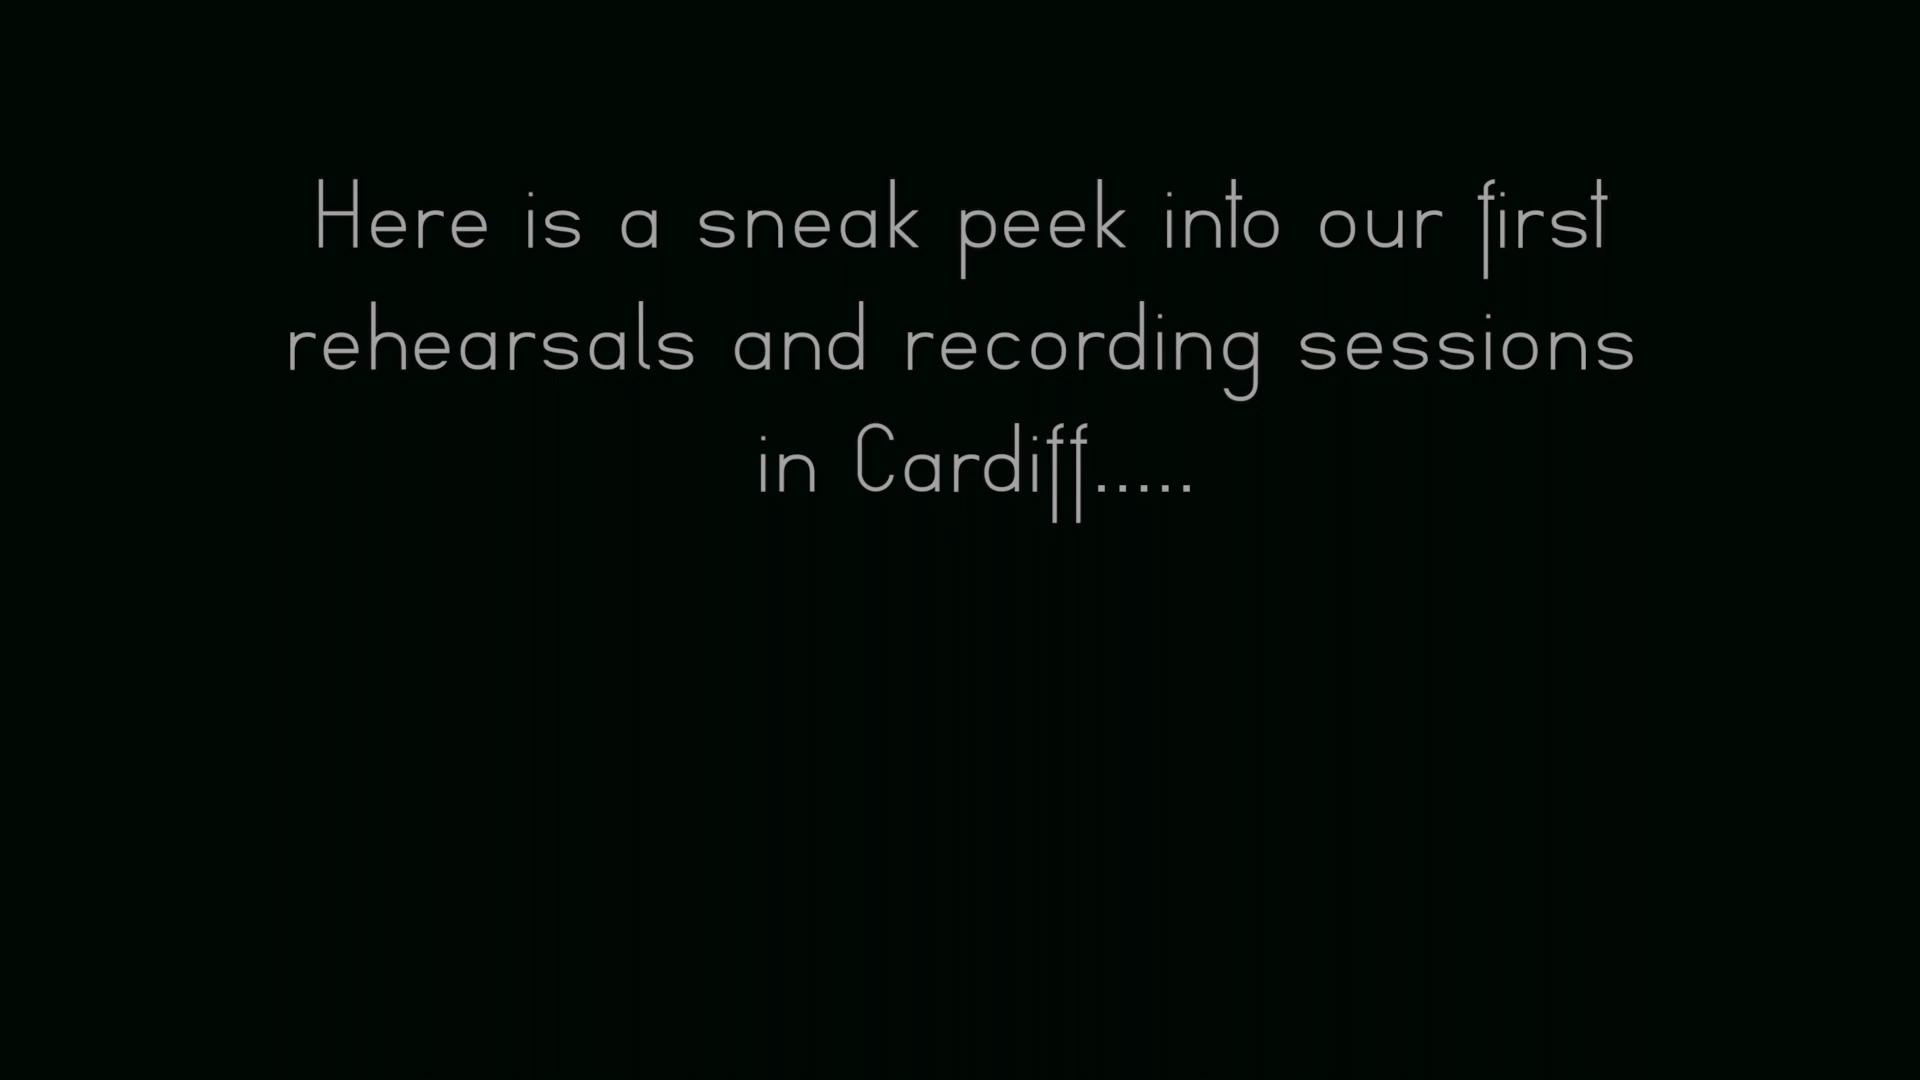 Here is a sneak peek into our first
rehearsals and recording sessions
in Cardiff.....